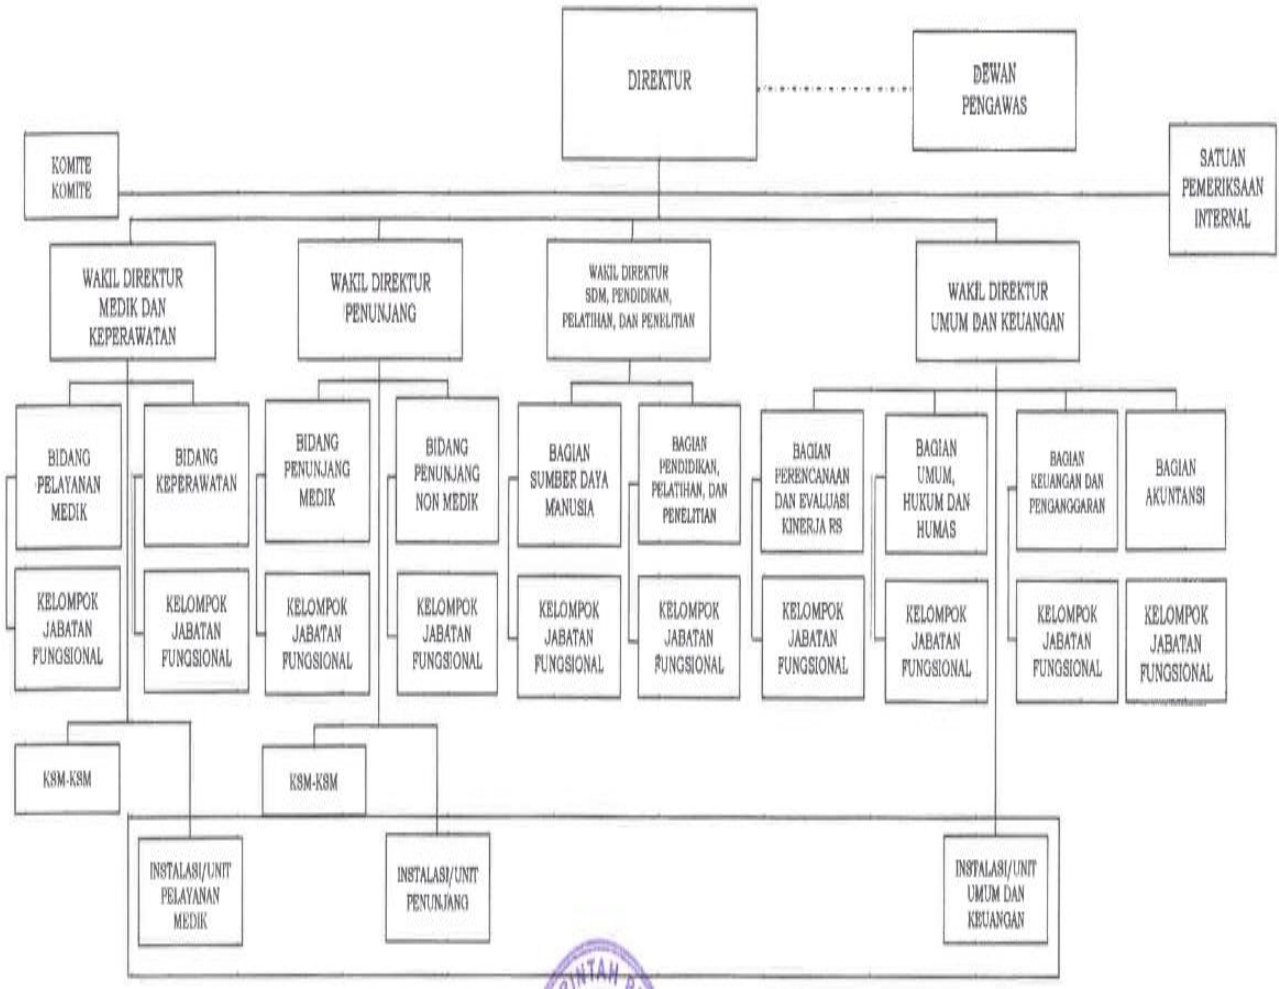 DIREKTUR
DEWAN
PENGAWAS
KOMITE
KOMITE
SATUAN
PEMERIKSAAN
INTERNAL
WAKIL DIREKTUR
MEDIK DAN
KEPERAWATAN
WAKIL DIREKTUR
PENUNJANG
WAKIL DIREKTUR
SDM, PENDIDIKAN,
PELATIHAN, DAN PENELITIAN
WAKIL DIREKTUR
UMUM DAN KEUANGAN
BIDANG
PELAYANAN
MEDIK
BIDANG
KEPERAWATAN
BIDANG
PENUNJANG
MEDIK
BIDANG
PENUNJANG
NON MEDIK
BAGIAN
SUMBER DAYA
MANUSIA
BAGIAN
PENDIDIKAN,
PELATIHAN, DAN
PENELITIAN
BAGIAN
PERENCANAAN
DAN EVALUASI
KINERJA RS
BAGIAN
UMUM,
HUKUM DAN
HUMAS
BAGIAN
KEUANGAN DAN
PENGANGGARAN
BAGIAN
AKUNTANSI
KELOMPOK
JABATAN
FUNGSIONAL
KELOMPOK
JABATAN
FUNGSIONAL
KELOMPOK
JABATAN
FUNGSIONAL
KELOMPOK
JABATAN
FUNGSIONAL
KELOMPOK
JABATAN
FUNGSIONAL
KELOMPOK
JABATAN
FUNGSIONAL
KELOMPOK
JABATAN
FUNGSIONAL
KELOMPOK
JABATAN
FUNGSIONAL
KELOMPOK
JABATAN
FUNGSIONAL
KELOMPOK
JABATAN
FUNGSIONAL
KSM-KSM
KSM-KSM
INSTALASI/UNIT
PELAYANAN
MEDIK
INSTALASI/UNIT
PENUNJANG
INSTALASI/UNIT
UMUM DAN
KEUANGAN